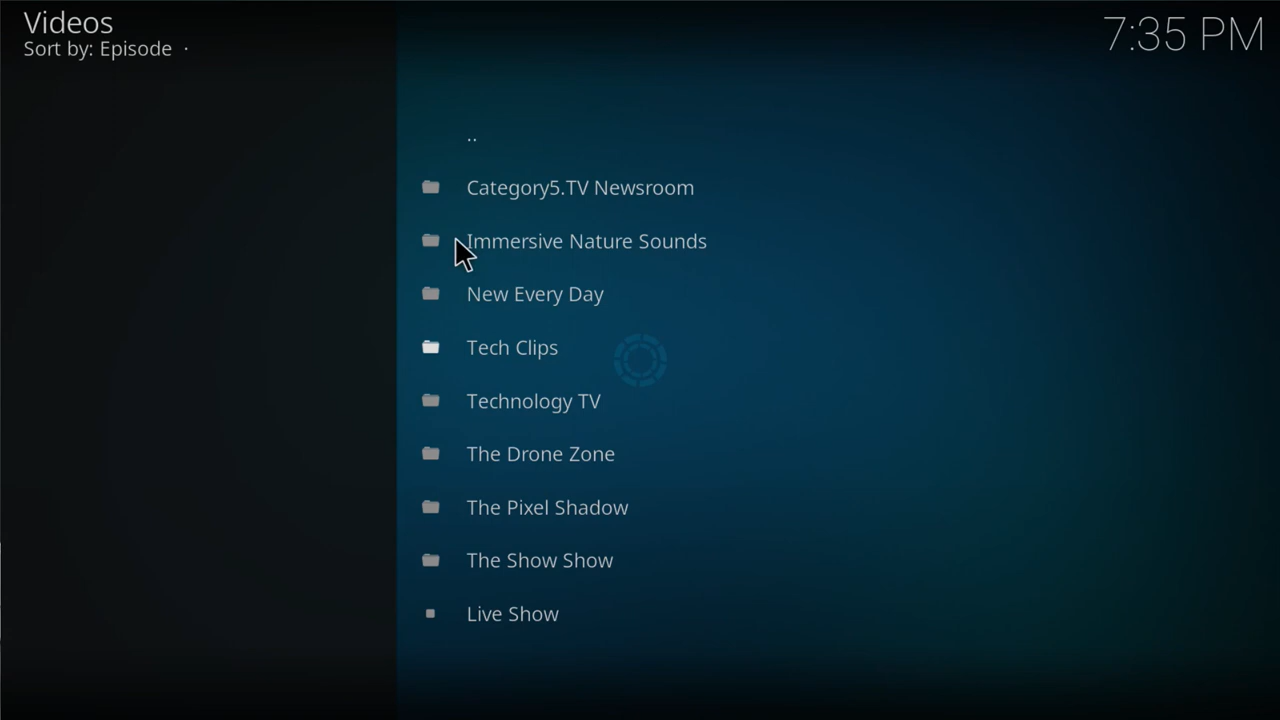 Videos
Sort by: Episode ·
7:35 PM
..
Category5.TV Newsroom
Immersive Nature Sounds
New Every Day
Tech Clips
Technology TV
The Drone Zone
The Pixel Shadow
The Show Show
Live Show